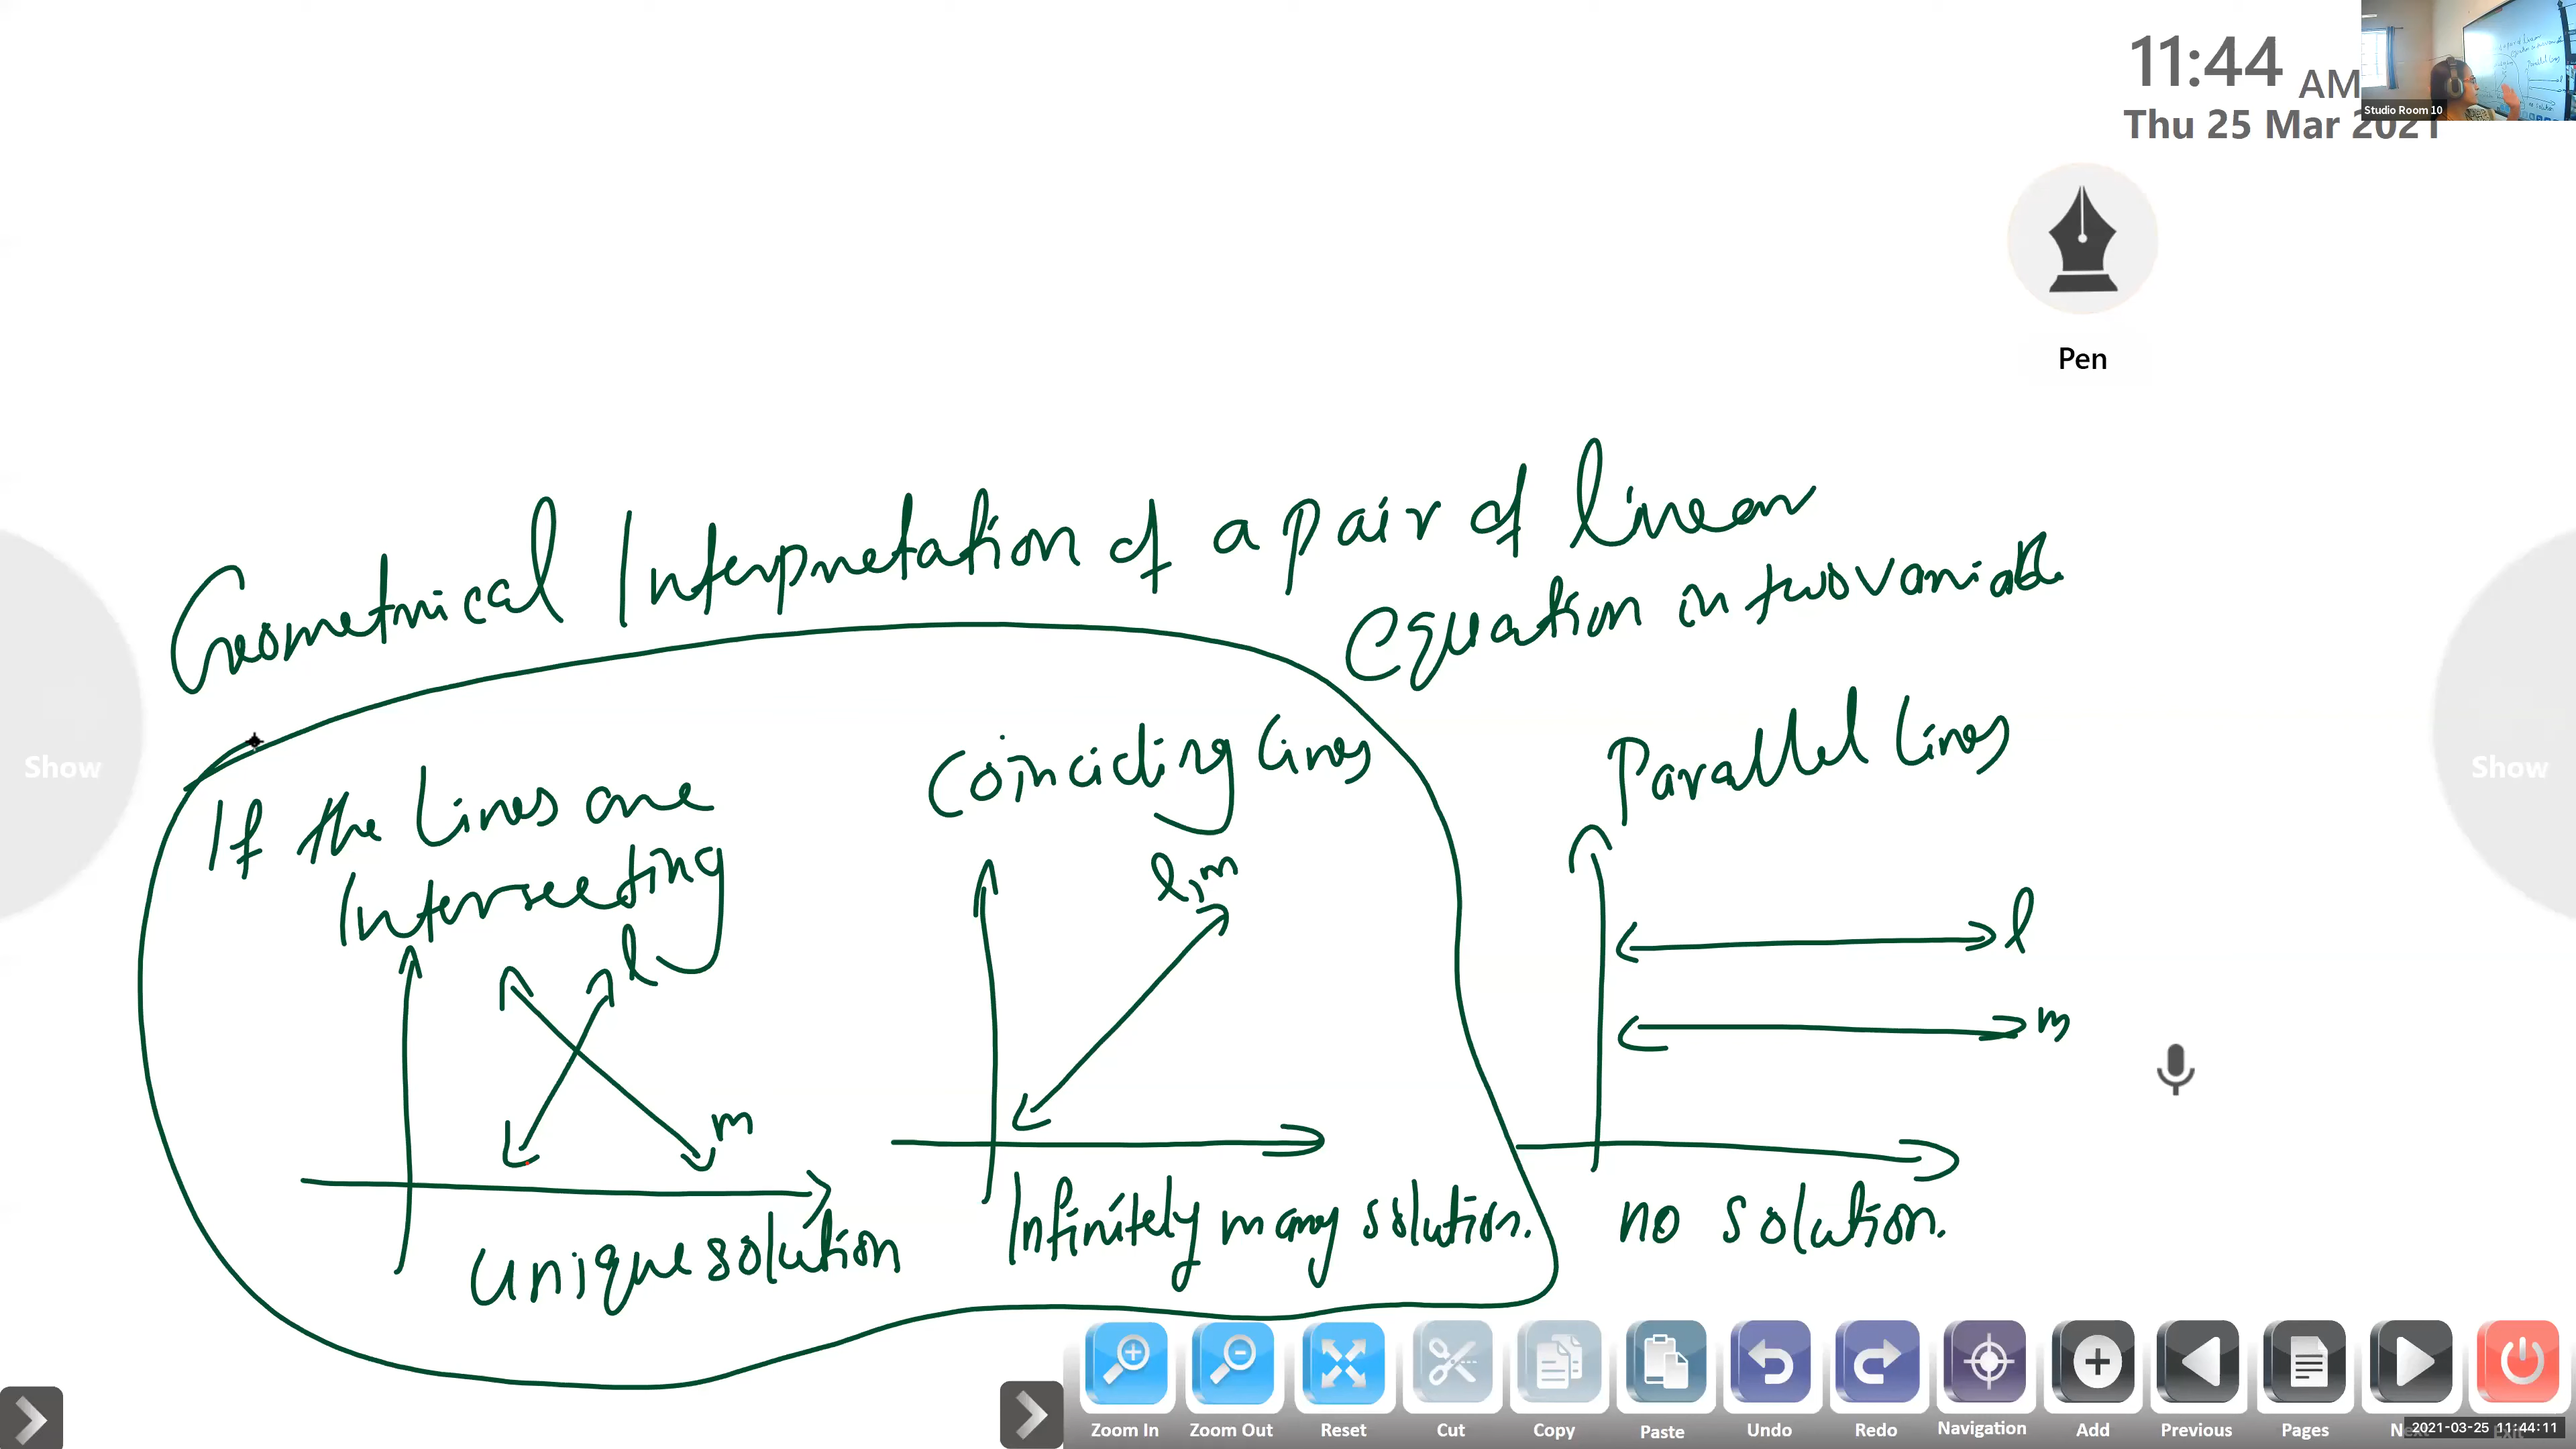 11:44 AM
Studio Room 10
Thu 25 Mar 2021
Pen
Geometrical Interpretation of a pair of linear
equation in two variable
Show
Show
If the Lines are
Intersecting
l
m
unique solution
Coinciding Lines
l, m
Infinitely many solution.
Parallel Lines
l
m
no solution.
Zoom In
Zoom Out
Reset
Cut
Copy
Paste
Undo
Redo
Navigation
Add
Previous
Pages
2021-03-25 11:44:11